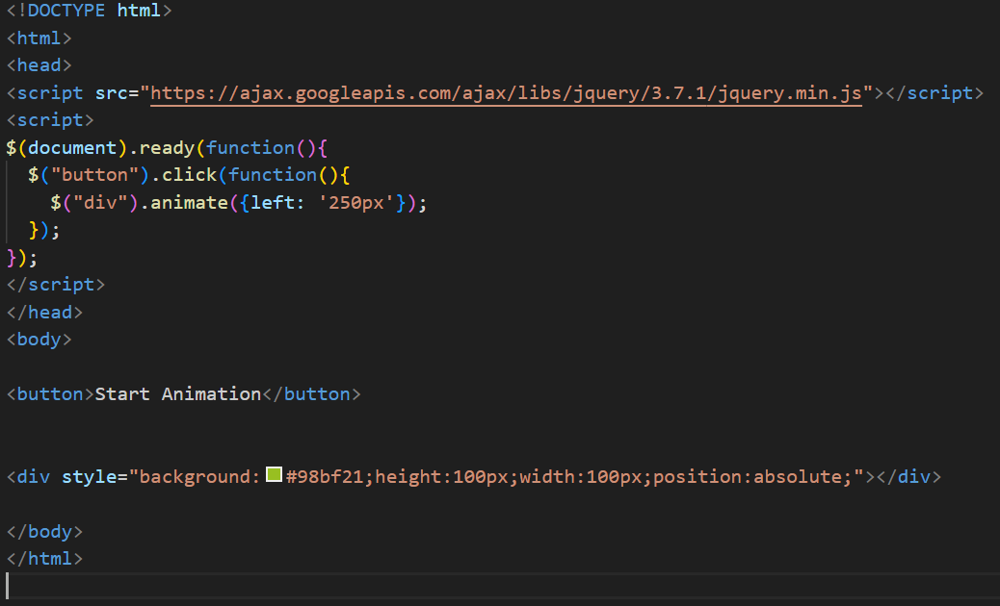 <!DOCTYPE html>
<html>
<head>
<script src="https://ajax.googleapis.com/ajax/libs/jquery/3.7.1/jquery.min.js"></script>
<script>
$(document).ready(function(){
  $("button").click(function(){
    $("div").animate({left: '250px'});
  });
});
</script>
</head>
<body>

<button>Start Animation</button>


<div style="background:#98bf21;height:100px;width:100px;position:absolute;"></div>

</body>
</html>